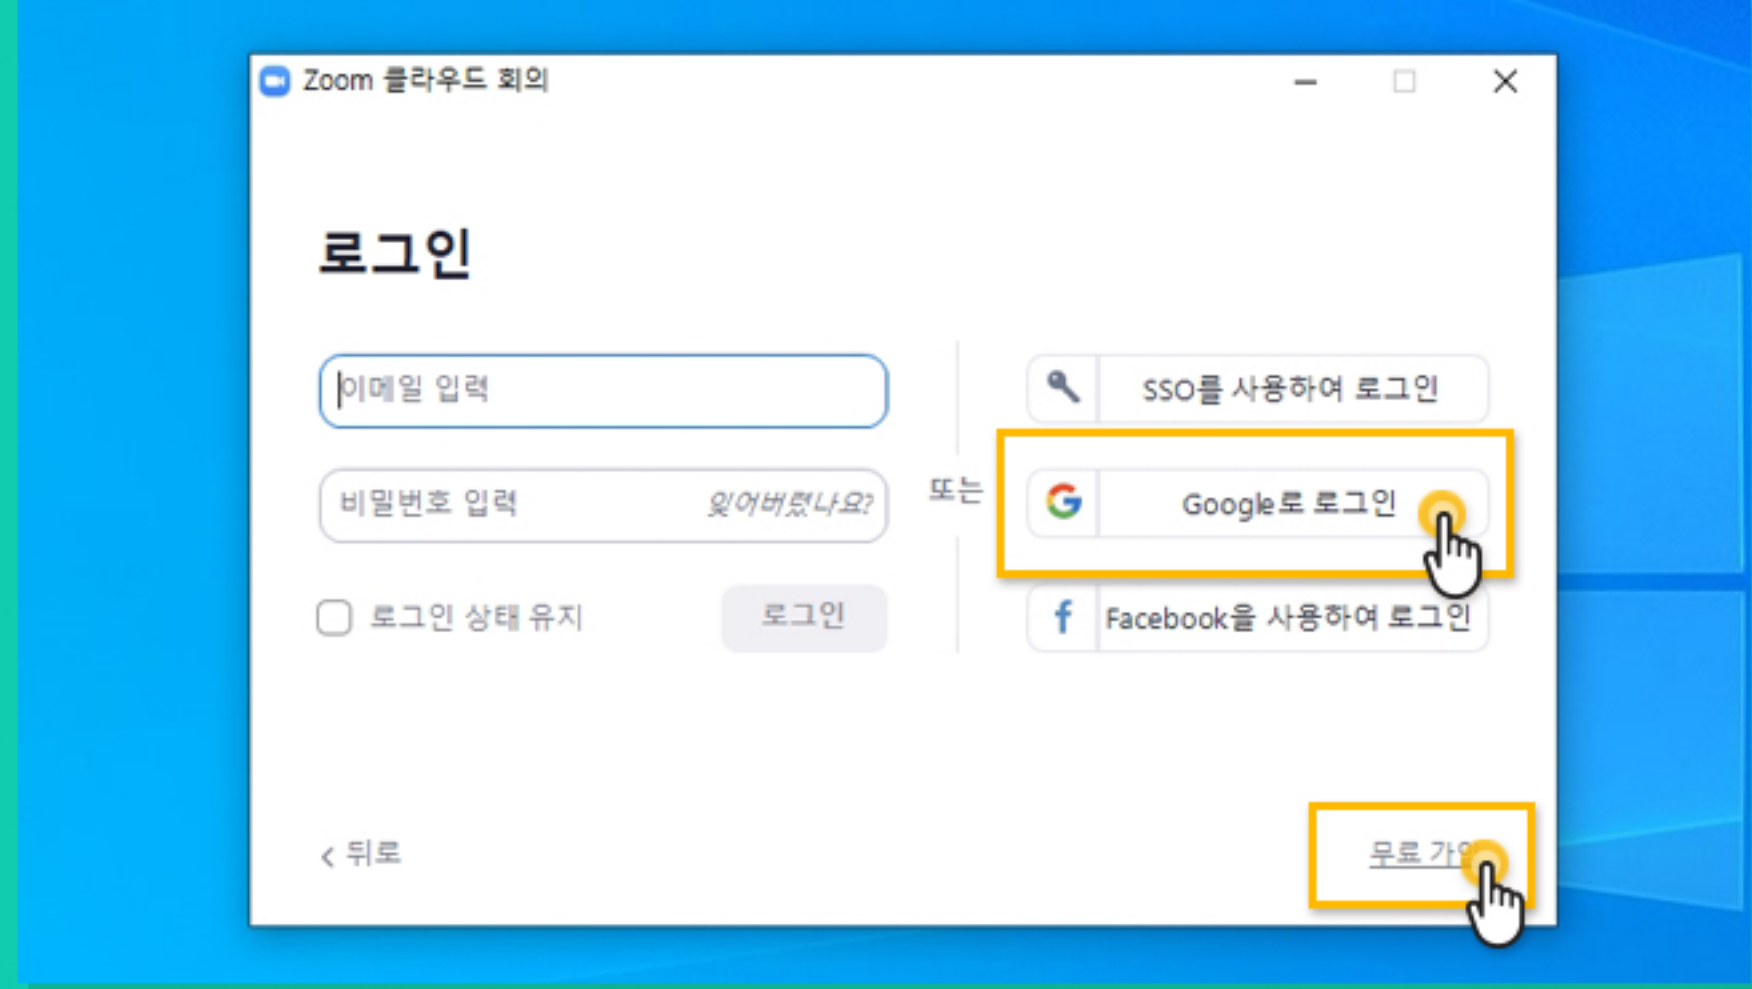 Zoom 클라우드 회의
로그인
이메일 입력
비밀번호 입력 잊어버렸나요?
로그인 상태 유지 로그인
또는
SSO를 사용하여 로그인
Google로 로그인
Facebook을 사용하여 로그인
뒤로
무료 가입